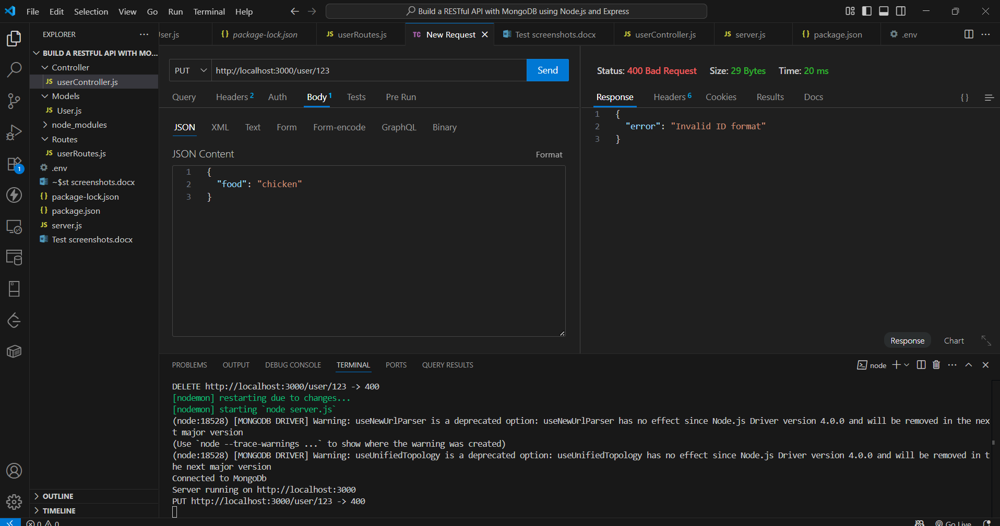 File Edit Selection View Go Run Terminal Help
Build a RESTful API with MongoDB using Node.js and Express
EXPLORER
BUILD A RESTFUL API WITH MO...
Controller
JS userController.js
Models
JS User.js
node_modules
Routes
JS userRoutes.js
.env
~$st screenshots.docx
{} package-lock.json
{} package.json
JS server.js
Test screenshots.docx
OUTLINE
TIMELINE
1
User.js
{} package-lock.json
JS userRoutes.js
TC New Request
Test screenshots.docx
JS userController.js
JS server.js
{} package.json
.env
PUT http://localhost:3000/user/123 Send
Query Headers 2 Auth Body 1 Tests Pre Run
JSON XML Text Form Form-encode GraphQL Binary
JSON Content Format
1 {
2 "food": "chicken"
3 }
Status: 400 Bad Request Size: 29 Bytes Time: 20 ms
Response Headers 6 Cookies Results Docs {}
1 {
2 "error": "Invalid ID format"
3 }
Response Chart
PROBLEMS OUTPUT DEBUG CONSOLE TERMINAL PORTS QUERY RESULTS node
DELETE http://localhost:3000/user/123 -> 400
[nodemon] restarting due to changes...
[nodemon] starting `node server.js`
(node:18528) [MONGODB DRIVER] Warning: useNewUrlParser is a deprecated option: useNewUrlParser has no effect since Node.js Driver version 4.0.0 and will be removed in the nex
t major version
(Use `node --trace-warnings ...` to show where the warning was created)
(node:18528) [MONGODB DRIVER] Warning: useUnifiedTopology is a deprecated option: useUnifiedTopology has no effect since Node.js Driver version 4.0.0 and will be removed in t
he next major version
Connected to MongoDb
Server running on http://localhost:3000
PUT http://localhost:3000/user/123 -> 400
0 0 Go Live